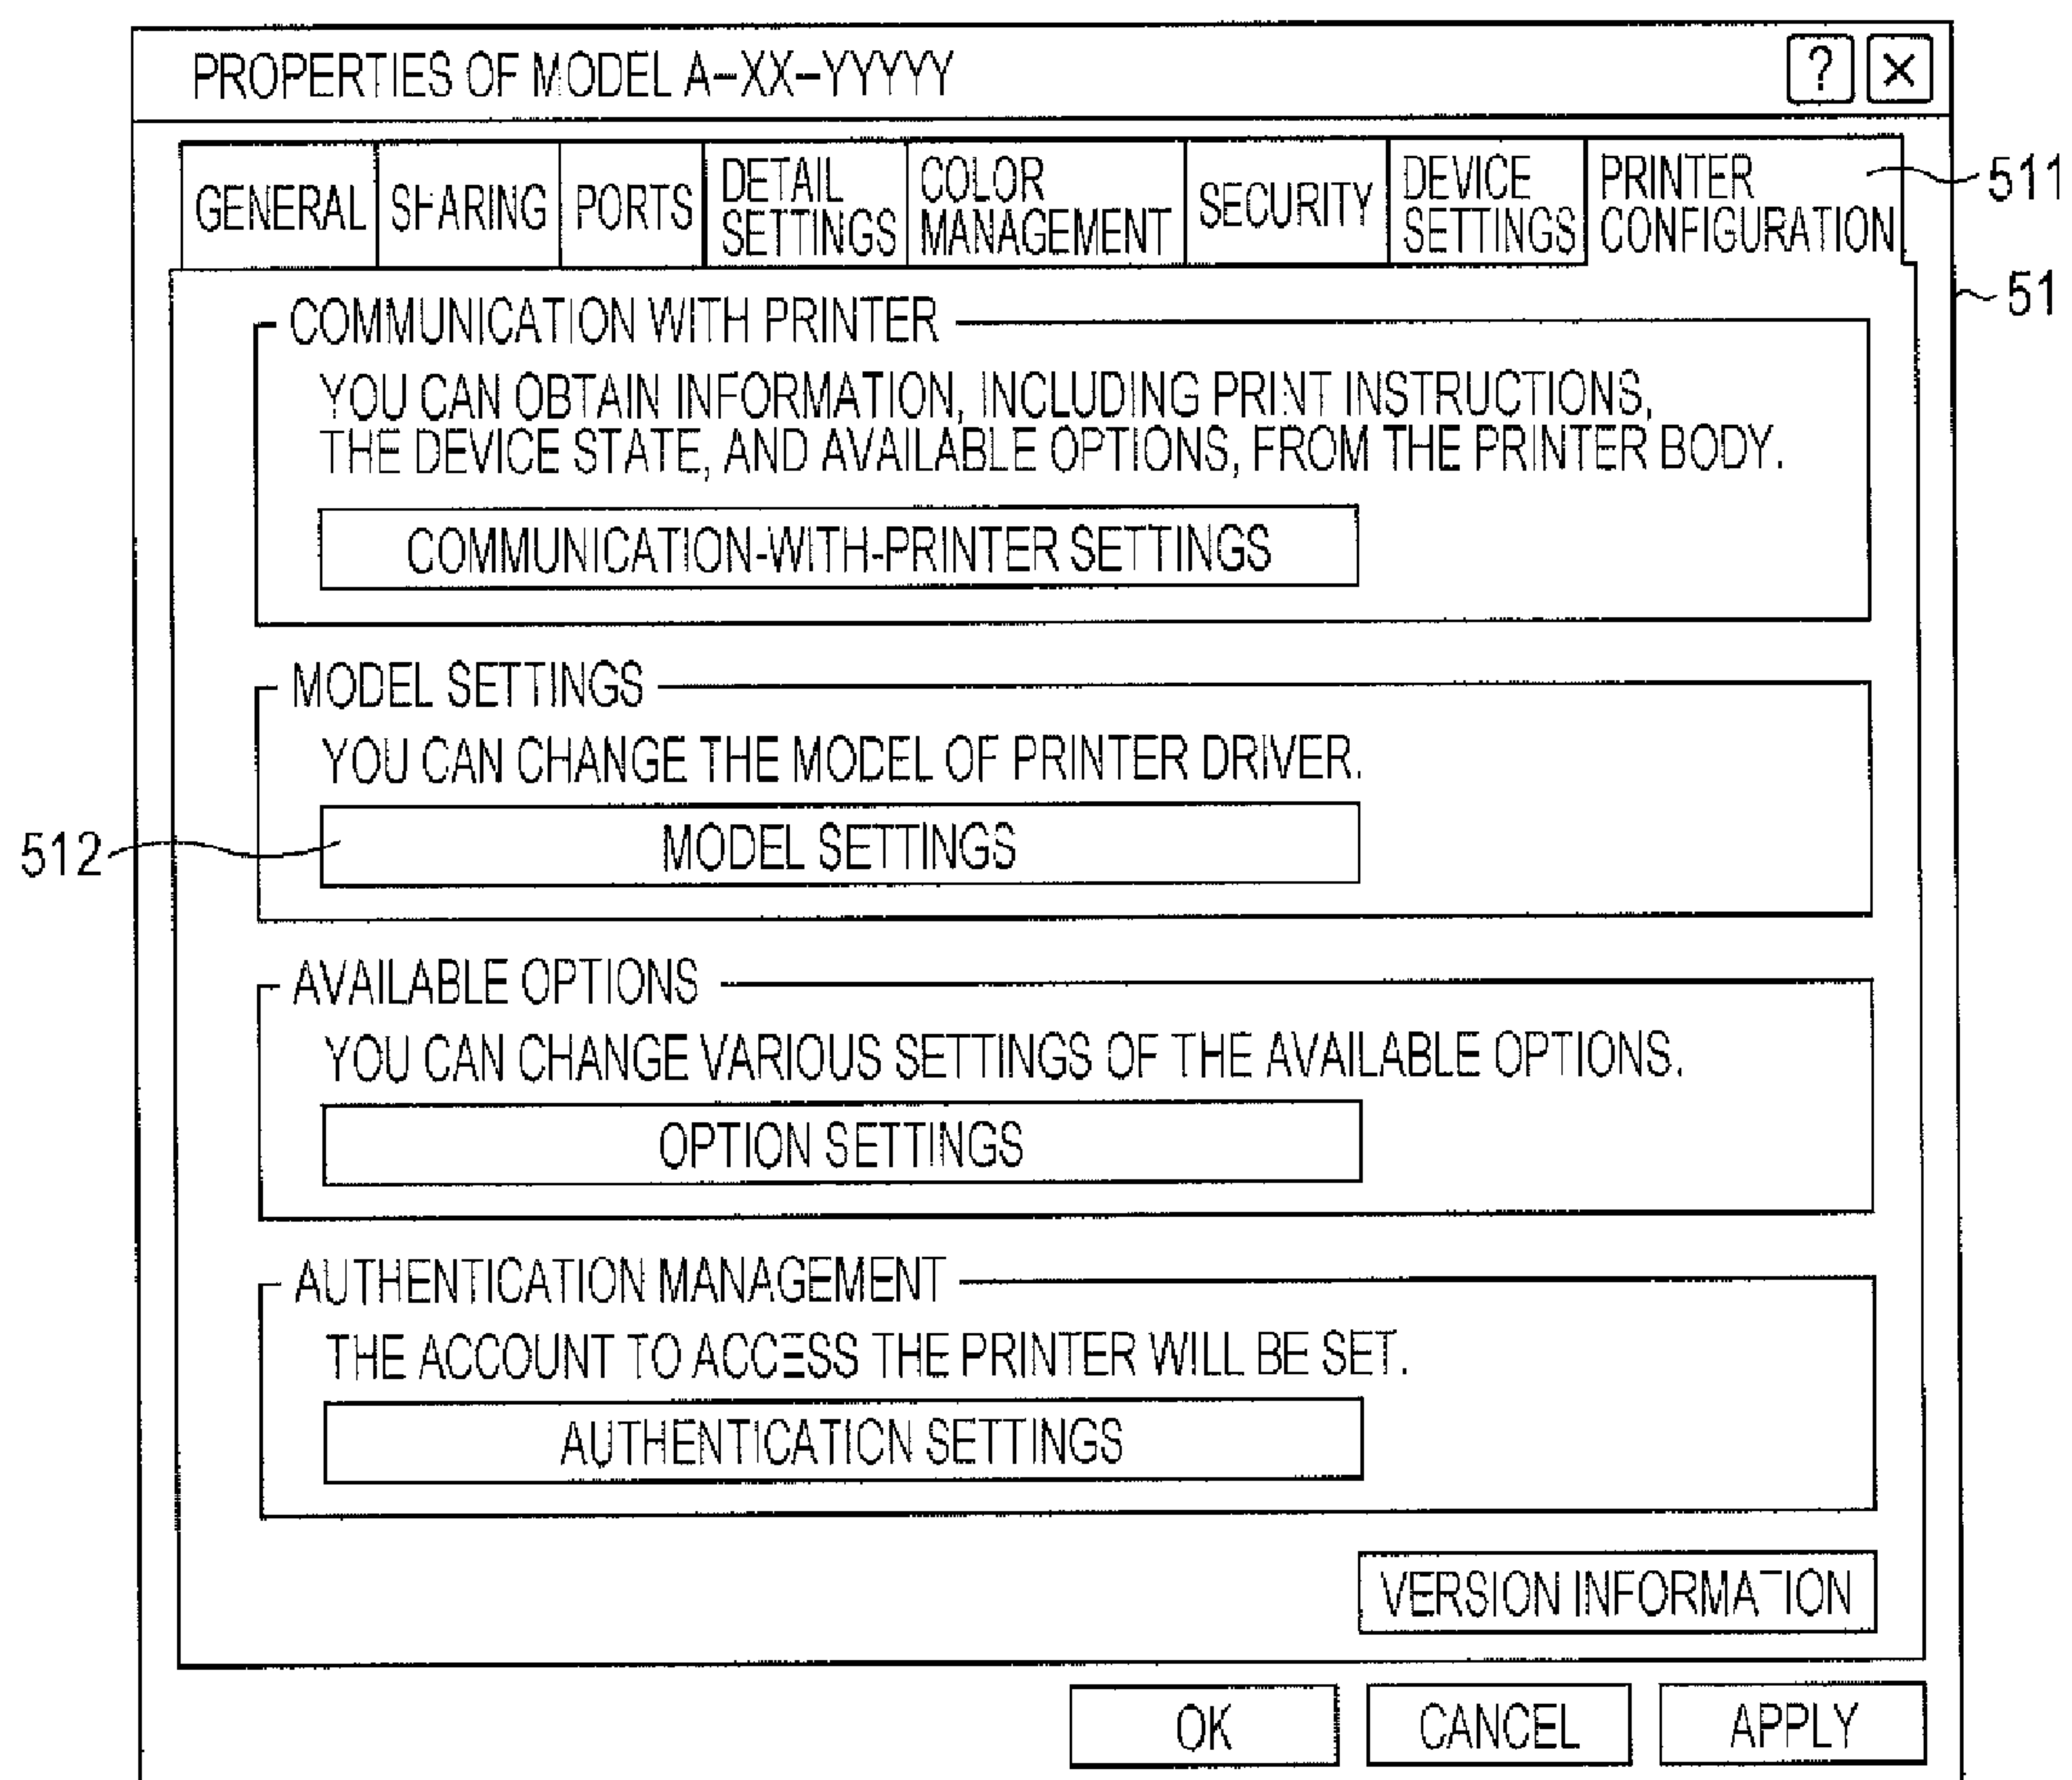 PROPERTIES OF MODEL A-XX-YYYYY
?
×
GENERAL
SHARING
PORTS
DETAIL
SETTINGS
COLOR
MANAGEMENT
SECURITY
DEVICE
SETTINGS
PRINTER
CONFIGURATION
511
51
COMMUNICATION WITH PRINTER
YOU CAN OBTAIN INFORMATION, INCLUDING PRINT INSTRUCTIONS,
THE DEVICE STATE, AND AVAILABLE OPTIONS, FROM THE PRINTER BODY.
COMMUNICATION-WITH-PRINTER SETTINGS
MODEL SETTINGS
YOU CAN CHANGE THE MODEL OF PRINTER DRIVER.
512
MODEL SETTINGS
AVAILABLE OPTIONS
YOU CAN CHANGE VARIOUS SETTINGS OF THE AVAILABLE OPTIONS.
OPTION SETTINGS
AUTHENTICATION MANAGEMENT
THE ACCOUNT TO ACCESS THE PRINTER WILL BE SET.
AUTHENTICATION SETTINGS
VERSION INFORMATION
OK
CANCEL
APPLY